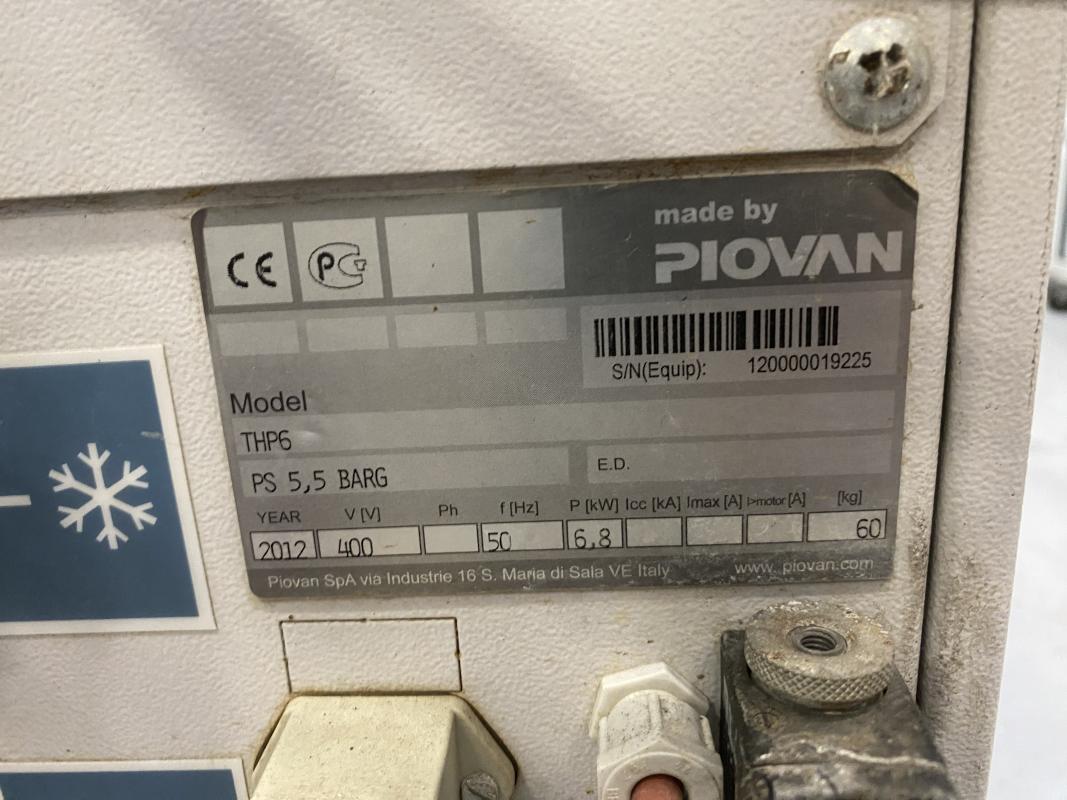 CE
PG
made by
PIOVAN
S/N(Equip): 120000019225
Model
THP6
PS 5,5 BARG
E.D.
YEAR V [V] Ph f [Hz] P [kW] Icc [kA] Imax [A] I>motor [A] [kg]
2012 400 50 6,8 60
Piovan SpA via Industrie 16 S. Maria di Sala VE Italy www. piovan.com